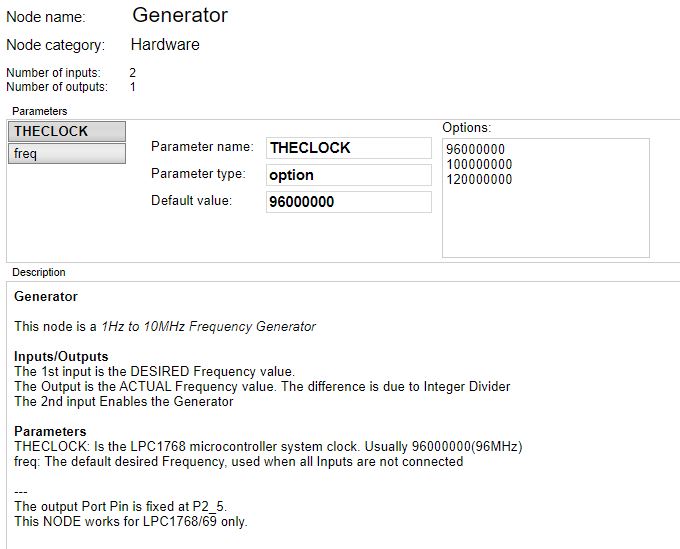 Node name: Generator
Node category: Hardware
Number of inputs: 2
Number of outputs: 1
Parameters
THECLOCK
freq
Parameter name: THECLOCK
Parameter type: option
Default value: 96000000
Options:
96000000
100000000
120000000
Description
Generator
This node is a 1Hz to 10MHz Frequency Generator
Inputs/Outputs
The 1st input is the DESIRED Frequency value.
The Output is the ACTUAL Frequency value. The difference is due to Integer Divider
The 2nd input Enables the Generator
Parameters
THECLOCK: Is the LPC1768 microcontroller system clock. Usually 96000000(96MHz)
freq: The default desired Frequency, used when all Inputs are not connected
---
The output Port Pin is fixed at P2_5.
This NODE works for LPC1768/69 only.